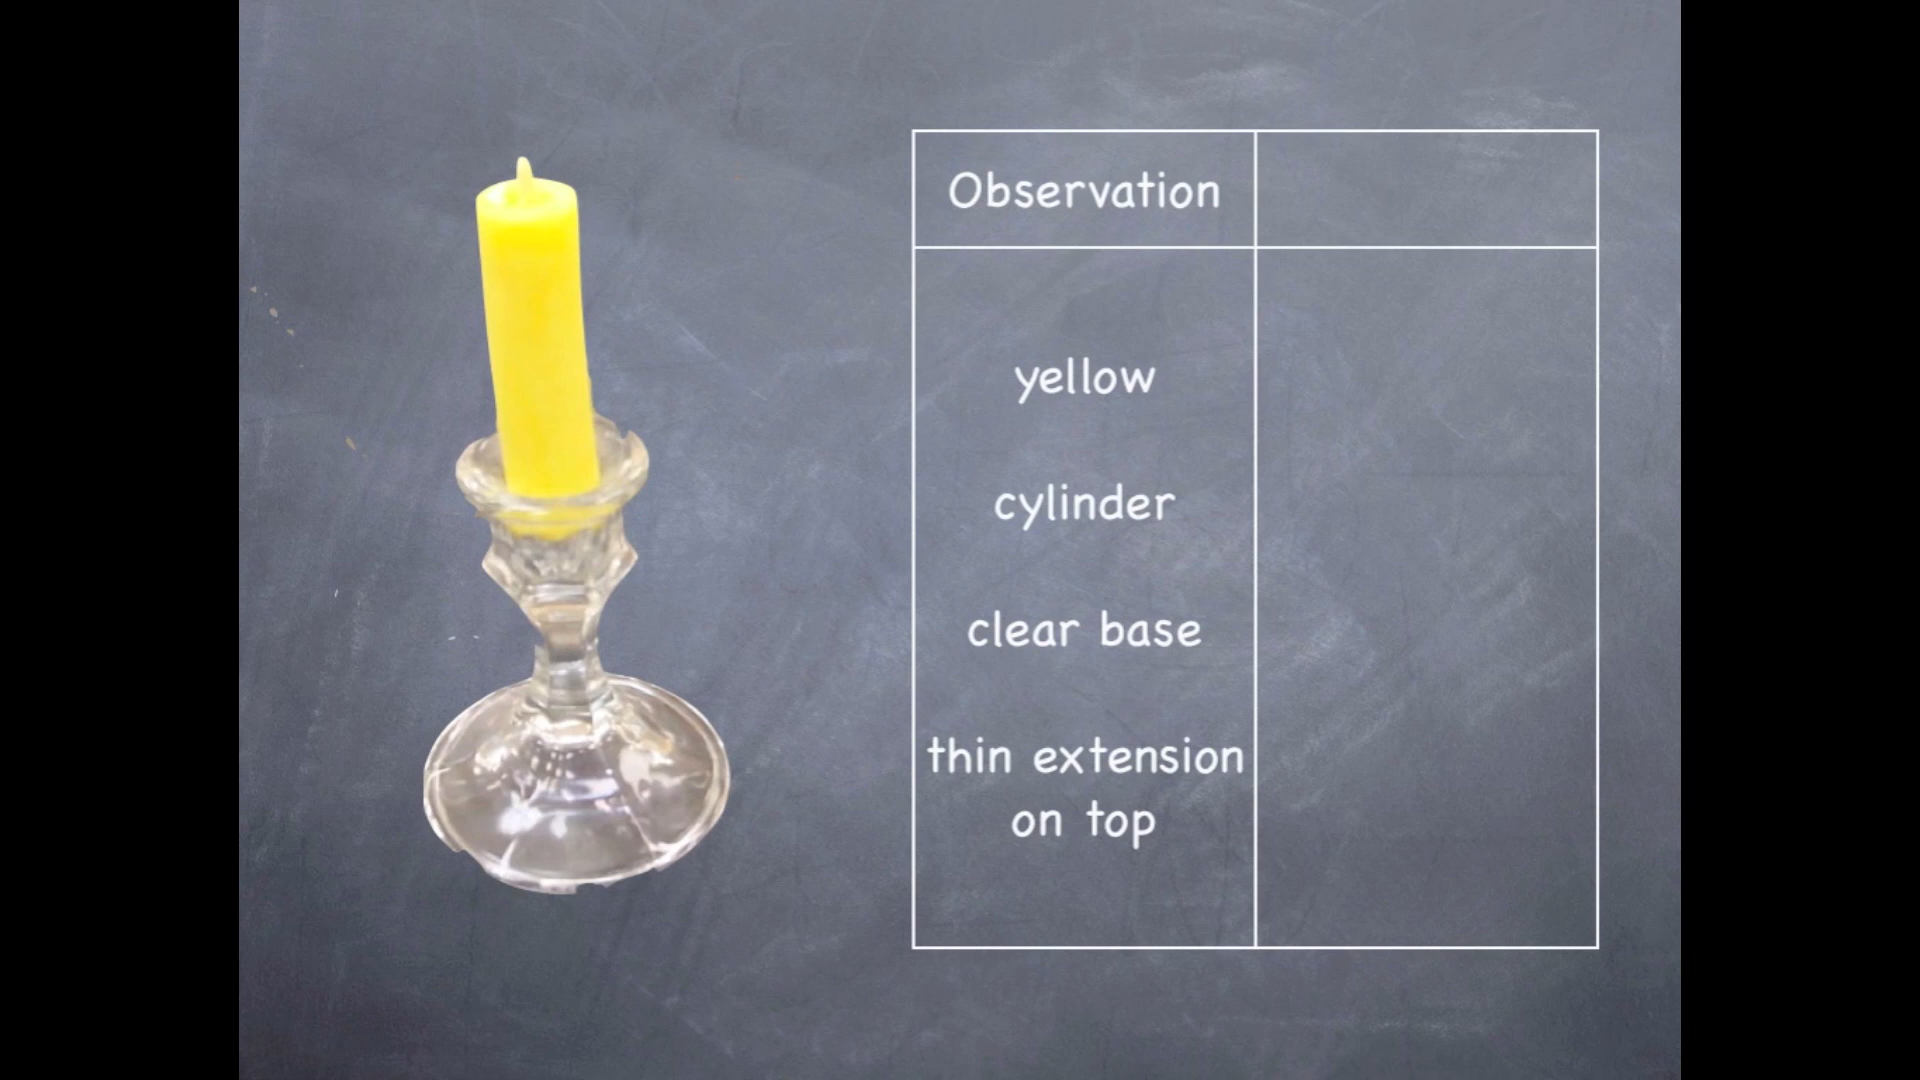 Observation
yellow
cylinder
clear base
thin extension
on top